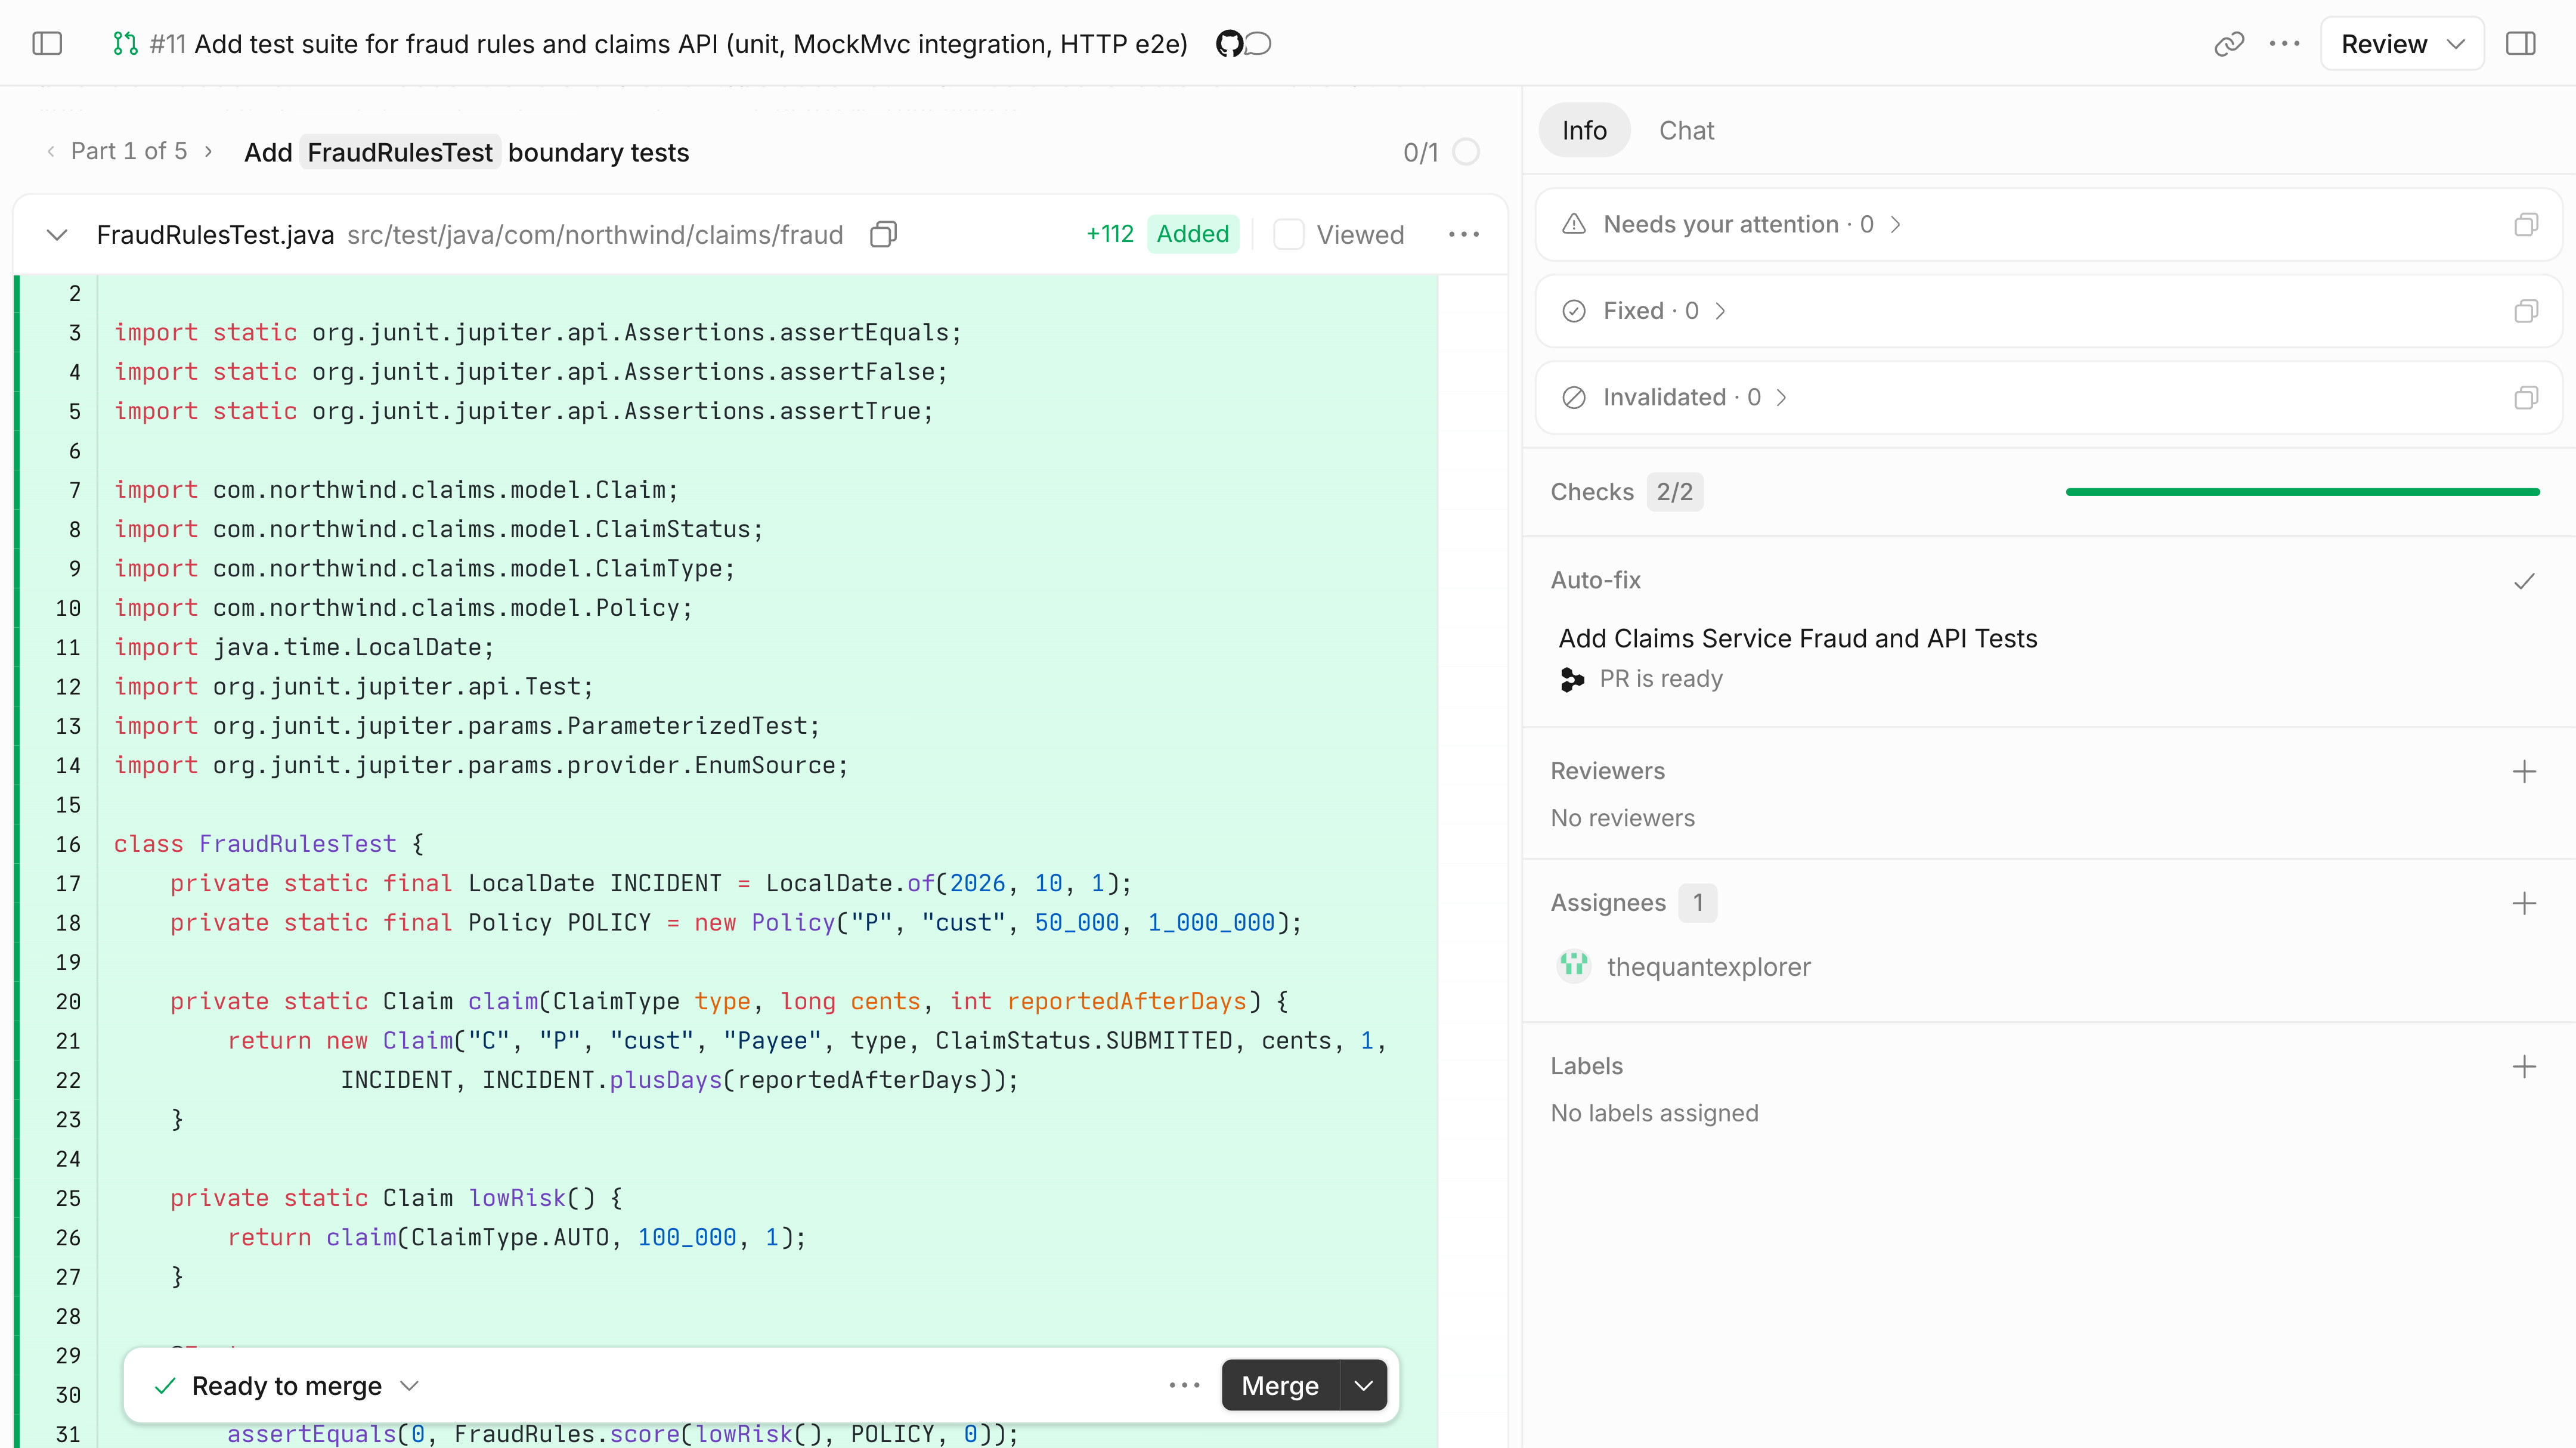 #11 Add test suite for fraud rules and claims API (unit, MockMvc integration, HTTP e2e)
Review
Part 1 of 5
Add FraudRulesTest boundary tests
0/1
FraudRulesTest.java src/test/java/com/northwind/claims/fraud
+112 Added
Viewed
2
3 import static org.junit.jupiter.api.Assertions.assertEquals;
4 import static org.junit.jupiter.api.Assertions.assertFalse;
5 import static org.junit.jupiter.api.Assertions.assertTrue;
6
7 import com.northwind.claims.model.Claim;
8 import com.northwind.claims.model.ClaimStatus;
9 import com.northwind.claims.model.ClaimType;
10 import com.northwind.claims.model.Policy;
11 import java.time.LocalDate;
12 import org.junit.jupiter.api.Test;
13 import org.junit.jupiter.params.ParameterizedTest;
14 import org.junit.jupiter.params.provider.EnumSource;
15
16 class FraudRulesTest {
17 private static final LocalDate INCIDENT = LocalDate.of(2026, 10, 1);
18 private static final Policy POLICY = new Policy("P", "cust", 50_000, 1_000_000);
19
20 private static Claim claim(ClaimType type, long cents, int reportedAfterDays) {
21 return new Claim("C", "P", "cust", "Payee", type, ClaimStatus.SUBMITTED, cents, 1,
22 INCIDENT, INCIDENT.plusDays(reportedAfterDays));
23 }
24
25 private static Claim lowRisk() {
26 return claim(ClaimType.AUTO, 100_000, 1);
27 }
28
29
30
31 assertEquals(0, FraudRules.score(lowRisk(), POLICY, 0));
Ready to merge
Merge
Info
Chat
Needs your attention · 0
Fixed · 0
Invalidated · 0
Checks 2/2
Auto-fix
Add Claims Service Fraud and API Tests
PR is ready
Reviewers
No reviewers
Assignees 1
thequantexplorer
Labels
No labels assigned